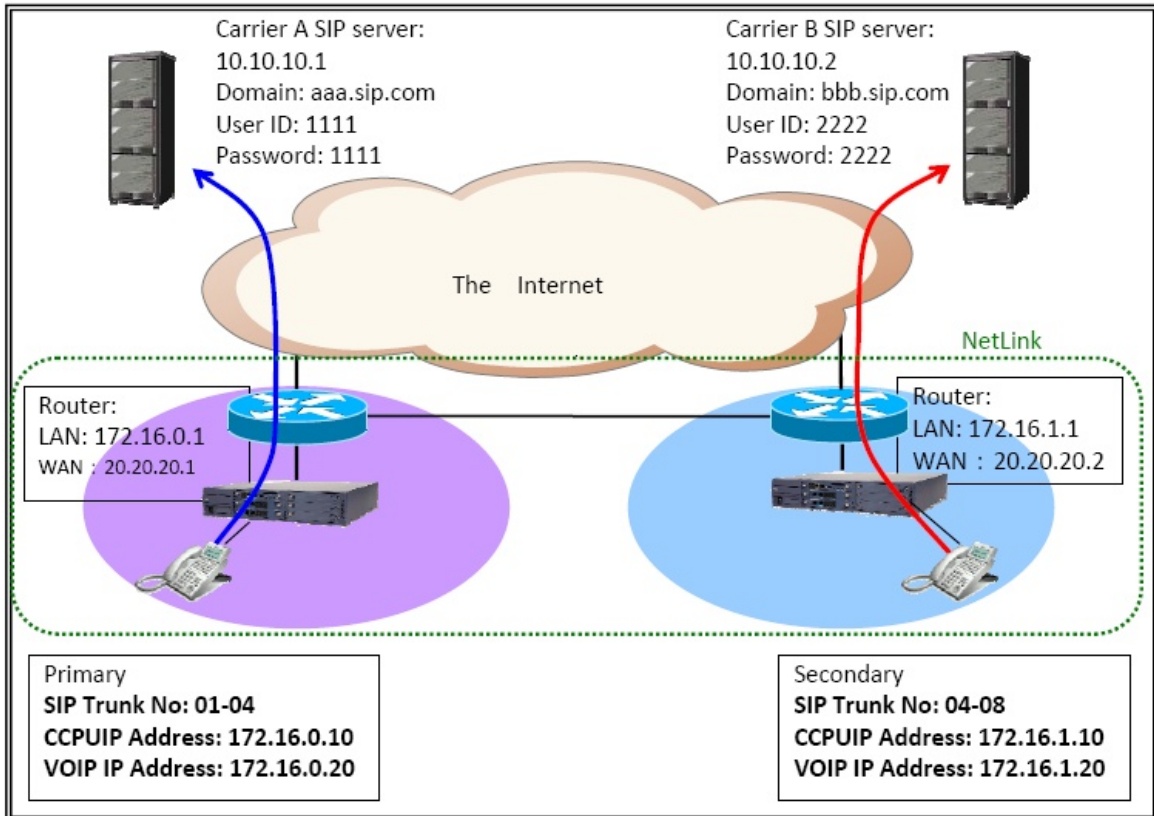 Carrier A SIP server:
10.10.10.1
Domain: aaa.sip.com
User ID: 1111
Password: 1111
Carrier B SIP server:
10.10.10.2
Domain: bbb.sip.com
User ID: 2222
Password: 2222
The Internet
NetLink
Router:
LAN: 172.16.0.1
WAN : 20.20.20.1
Router:
LAN: 172.16.1.1
WAN : 20.20.20.2
Primary
SIP Trunk No: 01-04
CCPUIP Address: 172.16.0.10
VOIP IP Address: 172.16.0.20
Secondary
SIP Trunk No: 04-08
CCPUIP Address: 172.16.1.10
VOIP IP Address: 172.16.1.20